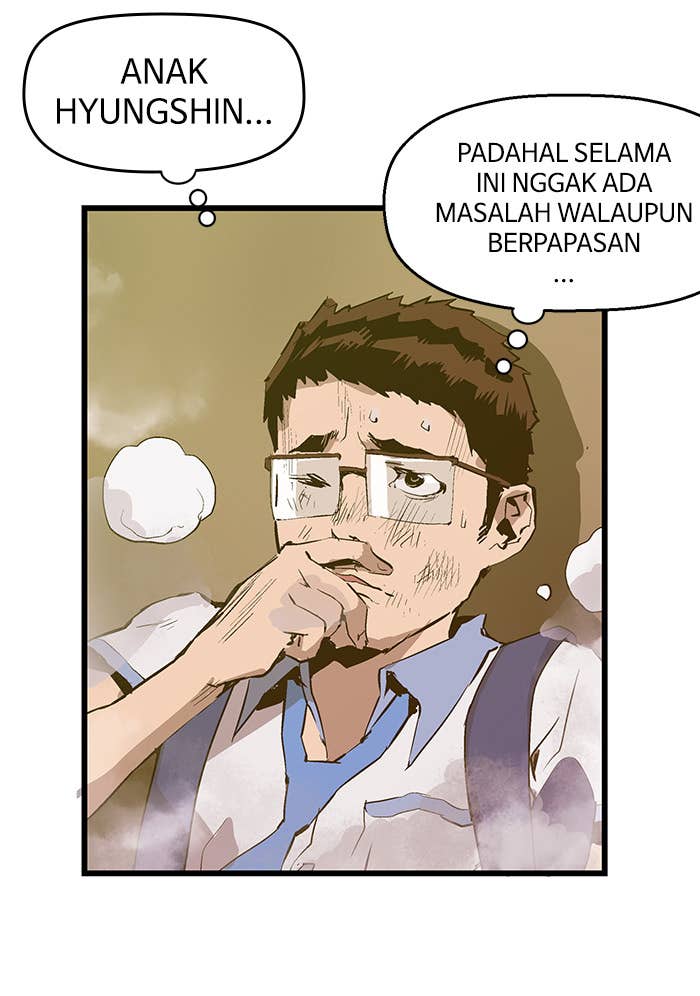 ANAK
HYUNGSHIN...
PADAHAL SELAMA
INI NGGAK ADA
MASALAH WALAUPUN
BERPAPASAN
...